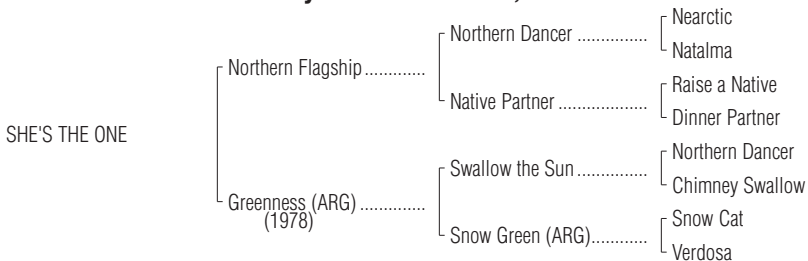 Nearctic
Northern Dancer ...............
Natalma
Northern Flagship .............
Raise a Native
Native Partner ...................
Dinner Partner
SHE'S THE ONE
Northern Dancer
Swallow the Sun ...............
Chimney Swallow
Greenness (ARG) ..............
(1978)
Snow Cat
Snow Green (ARG)............
Verdosa